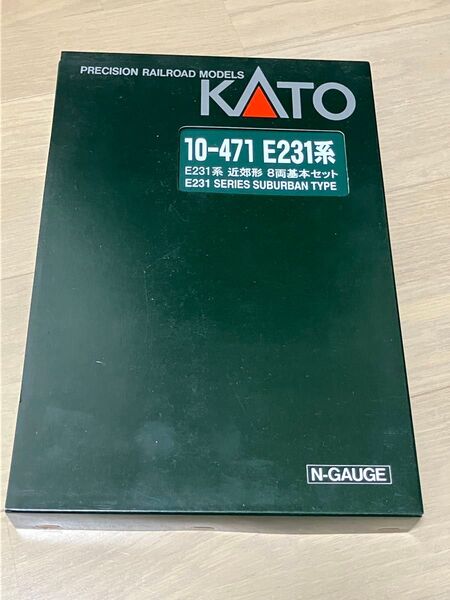 PRECISION RAILROAD MODELS
KATO
10-471 E231系
E231系 近郊形 8両基本セット
E231 SERIES SUBURBAN TYPE
N-GAUGE